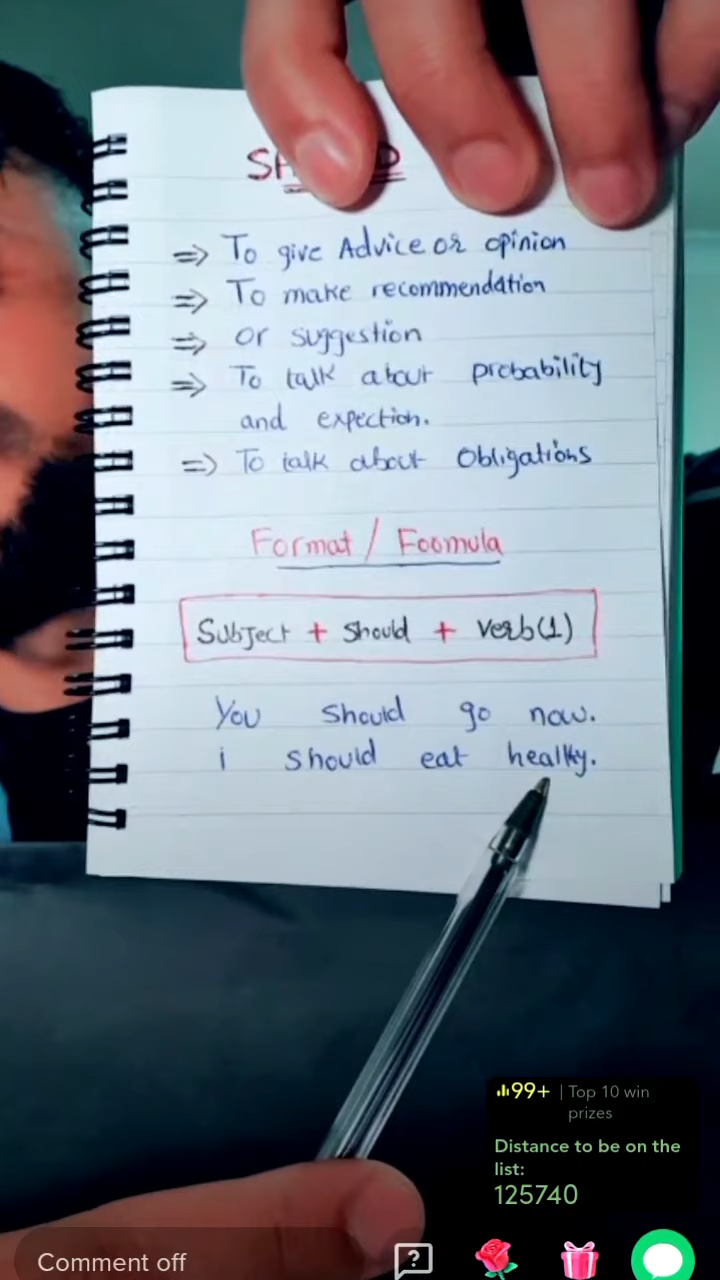 ⇒ To give Advice or opinion
⇒ To make recommendation
⇒ or suggestion
⇒ To talk about probability
and expection.
⇒ To talk about Obligations
Format / Foomula
Subject + Should + verb(1)
You should go now.
i should eat healky.
99+ | Top 10 win
prizes
Distance to be on the
list:
125740
Comment off